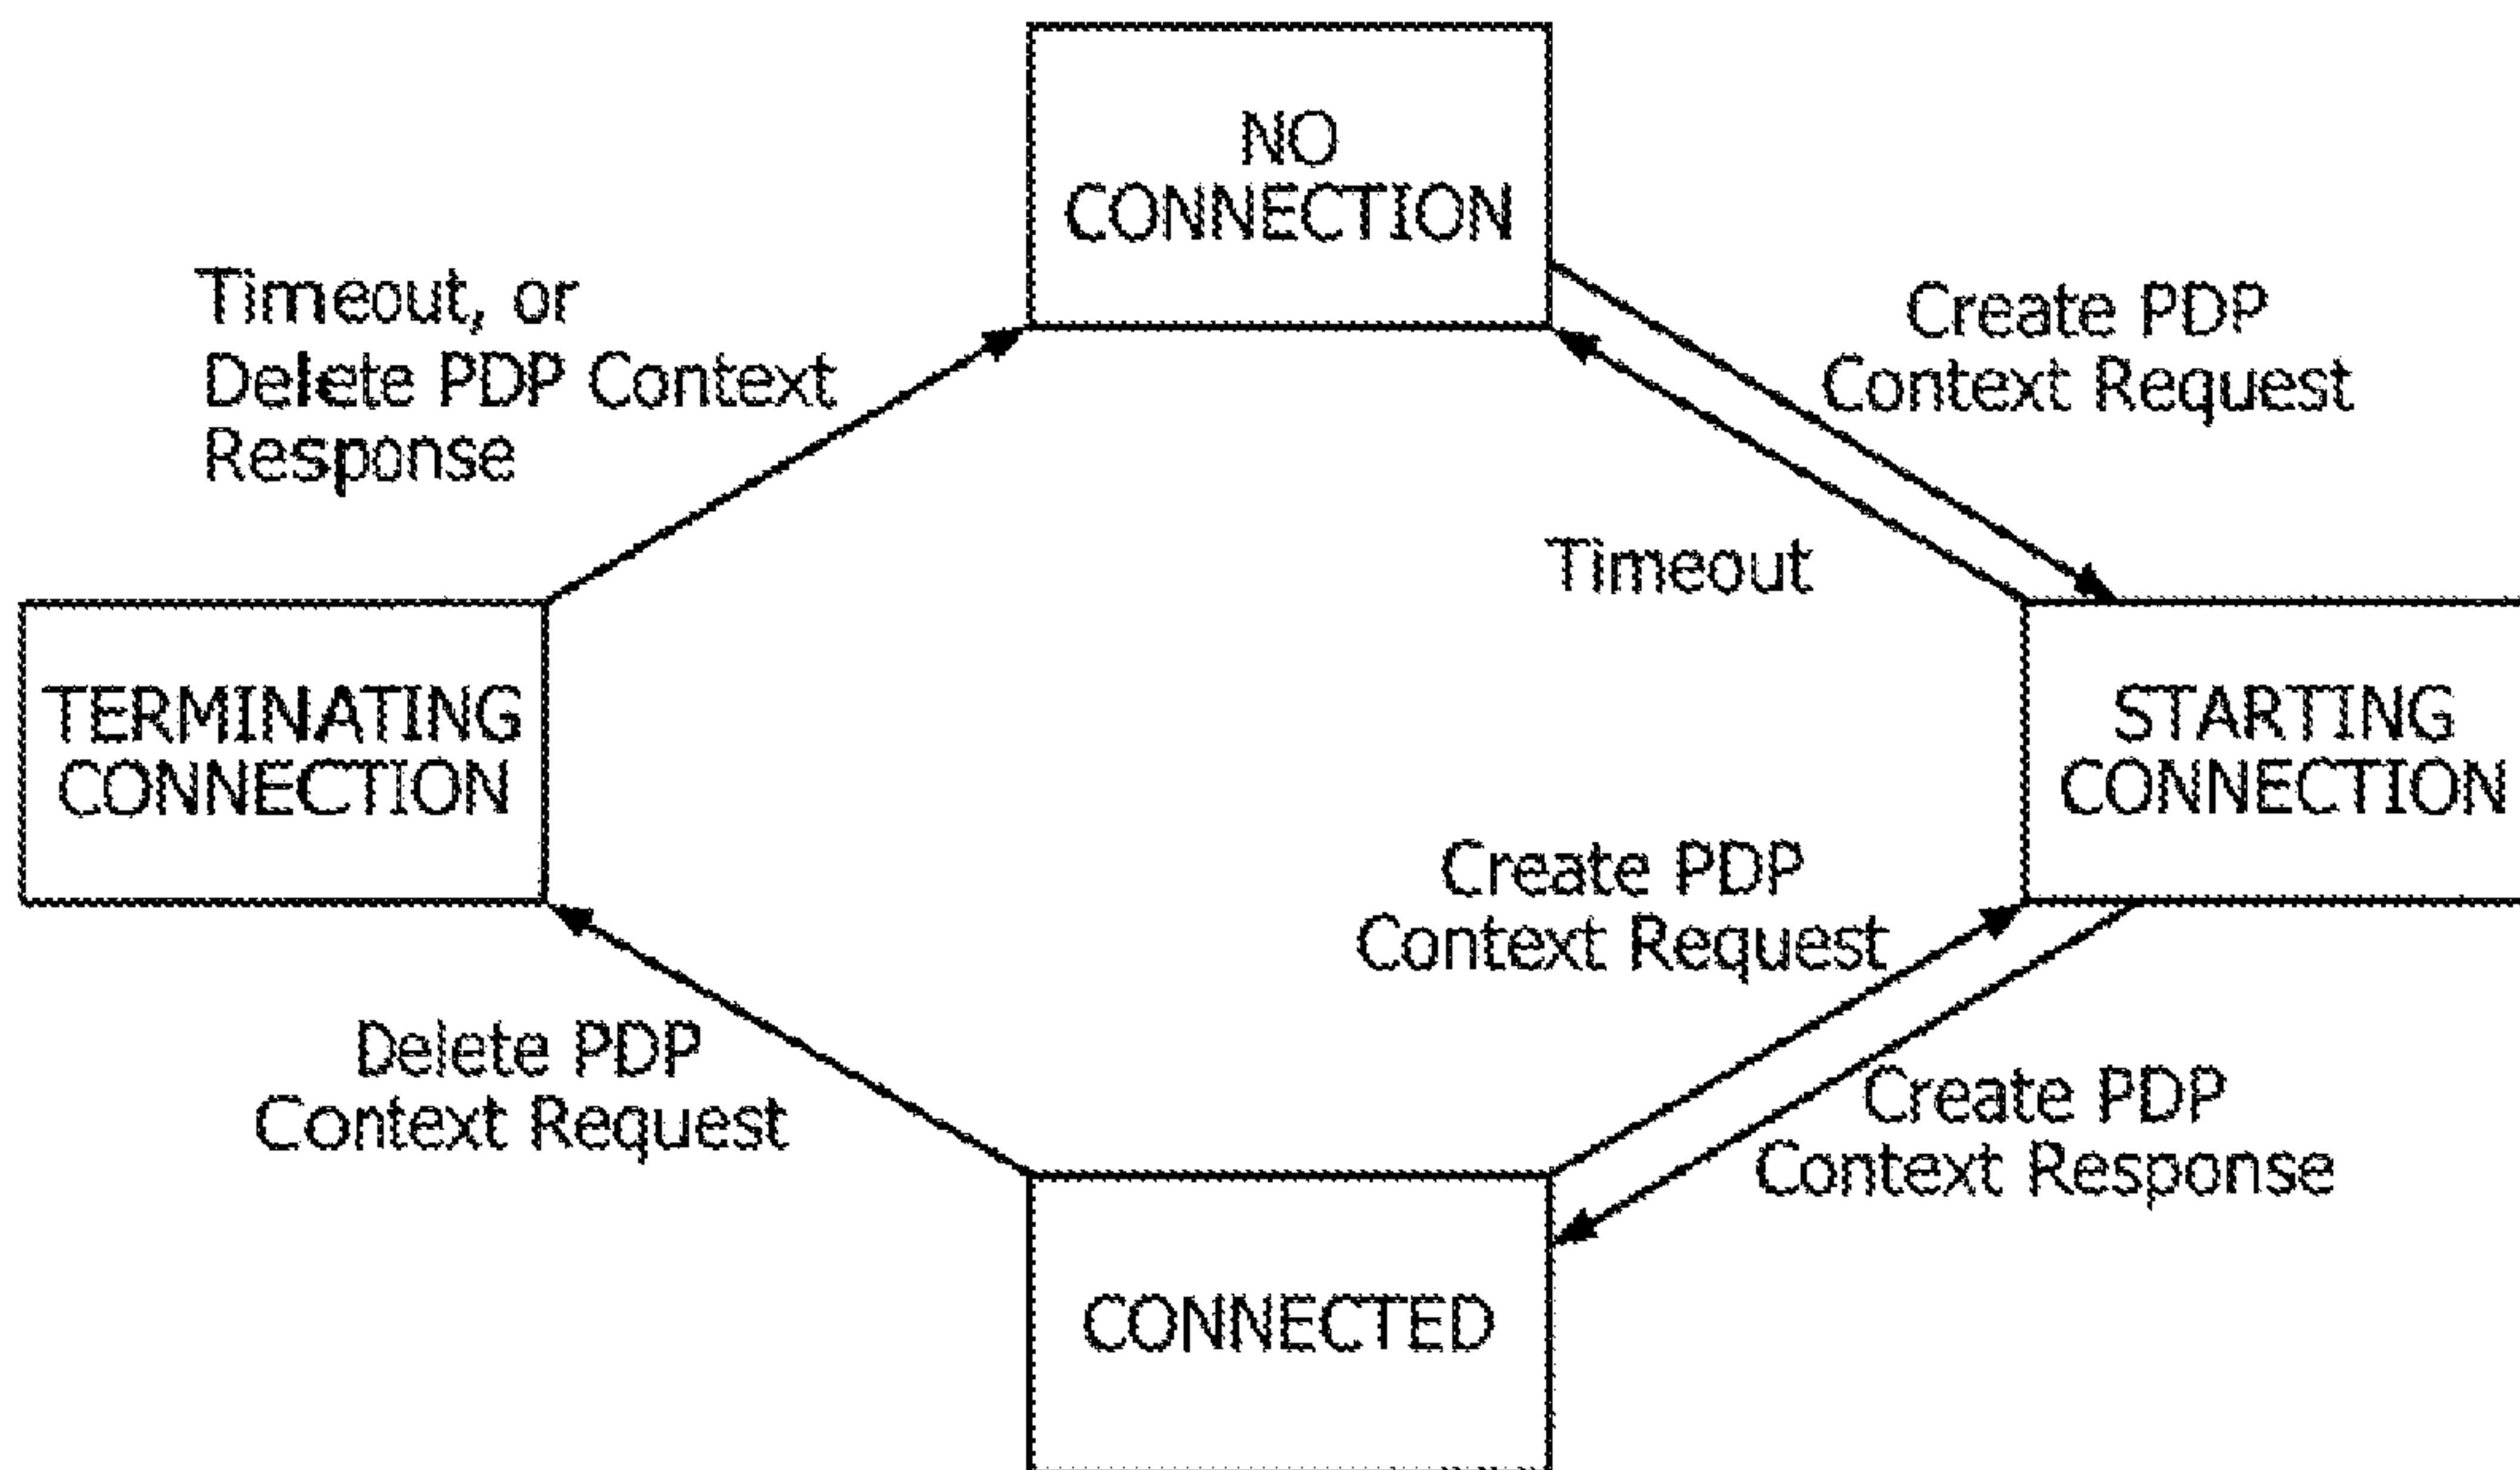 NO
CONNECTION
Timeout, or
Delete PDP Context
Response
Create PDP
Context Request
Timeout
TERMINATING
CONNECTION
STARTING
CONNECTION
Create PDP
Context Request
Delete PDP
Context Request
Create PDP
Context Response
CONNECTED